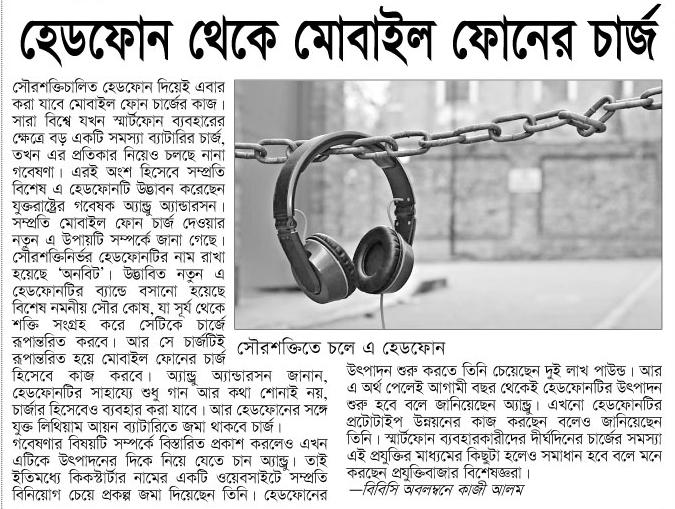 হেডফোন থেকে মোবাইল ফোনের চার্জ
সৌরশক্তিচালিত হেডফোন দিয়েই এবার
করা যাবে মোবাইল ফোন চার্জের কাজ।
সারা বিশ্বে যখন স্মার্টফোন ব্যবহারের
ক্ষেত্রে বড় একটি সমস্যা ব্যাটারির চার্জ,
তখন এর প্রতিকার নিয়েও চলছে নানা
গবেষণা। এরই অংশ হিসেবে সম্প্রতি
বিশেষ এ হেডফোনটি উদ্ভাবন করেছেন
যুক্তরাষ্ট্রের গবেষক অ্যান্ড্রু অ্যান্ডারসন।
সম্প্রতি মোবাইল ফোন চার্জ দেওয়ার
নতুন এ উপায়টি সম্পর্কে জানা গেছে।
সৌরশক্তিনির্ভর হেডফোনটির নাম রাখা
হয়েছে ‘অনবিট’। উদ্ভাবিত নতুন এ
হেডফোনটির ব্যান্ডে বসানো হয়েছে
বিশেষ নমনীয় সৌর কোষ, যা সূর্য থেকে
শক্তি সংগ্রহ করে সেটিকে চার্জে
রূপান্তরিত করবে। আর সে চার্জটিই
রূপান্তরিত হয়ে মোবাইল ফোনের চার্জ
হিসেবে কাজ করবে। অ্যান্ড্রু অ্যান্ডারসন জানান,
হেডফোনটির সাহায্যে শুধু গান আর কথা শোনাই নয়,
চার্জার হিসেবেও ব্যবহার করা যাবে। আর হেডফোনের সঙ্গে
যুক্ত লিথিয়াম আয়ন ব্যাটারিতে জমা থাকবে চার্জ।
গবেষণার বিষয়টি সম্পর্কে বিস্তারিত প্রকাশ করলেও এখন
এটিকে উৎপাদনের দিকে নিয়ে যেতে চান অ্যান্ড্রু। তাই
ইতিমধ্যে কিকস্টার্টার নামের একটি ওয়েবসাইটে সম্প্রতি
বিনিয়োগ চেয়ে প্রকল্প জমা দিয়েছেন তিনি। হেডফোনের
সৌরশক্তিতে চলে এ হেডফোন
উৎপাদন শুরু করতে তিনি চেয়েছেন দুই লাখ পাউন্ড। আর
এ অর্থ পেলেই আগামী বছর থেকেই হেডফোনটির উৎপাদন
শুরু হবে বলে জানিয়েছেন অ্যান্ড্রু। এখনো হেডফোনটির
প্রটোটাইপ উন্নয়নের কাজ করছেন বলেও জানিয়েছেন
তিনি। স্মার্টফোন ব্যবহারকারীদের দীর্ঘদিনের চার্জের সমস্যা
এই প্রযুক্তির মাধ্যমের কিছুটা হলেও সমাধান হবে বলে মনে
করছেন প্রযুক্তিবাজার বিশেষজ্ঞরা।
—বিবিসি অবলম্বনে কাজী আলম